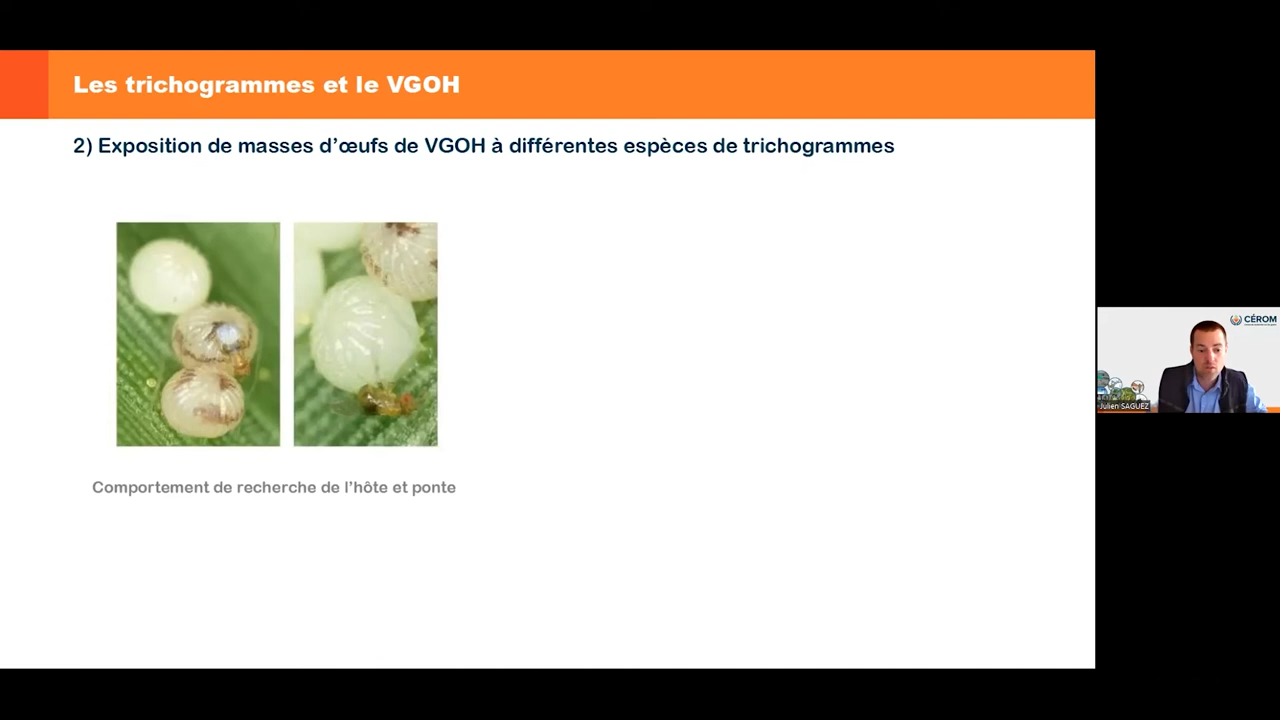 Les trichogrammes et le VGOH
2) Exposition de masses d'œufs de VGOH à différentes espèces de trichogrammes
Comportement de recherche de l'hôte et ponte
CÉROM
Julien SAGUEZ